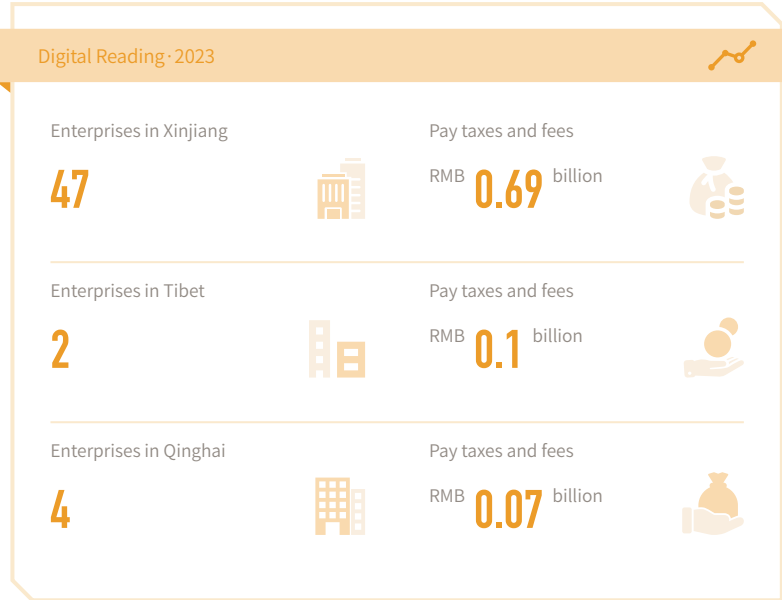 Digital Reading · 2023
Enterprises in Xinjiang
47
Pay taxes and fees
RMB 0.69 billion
Enterprises in Tibet
2
Pay taxes and fees
RMB 0.1 billion
Enterprises in Qinghai
4
Pay taxes and fees
RMB 0.07 billion